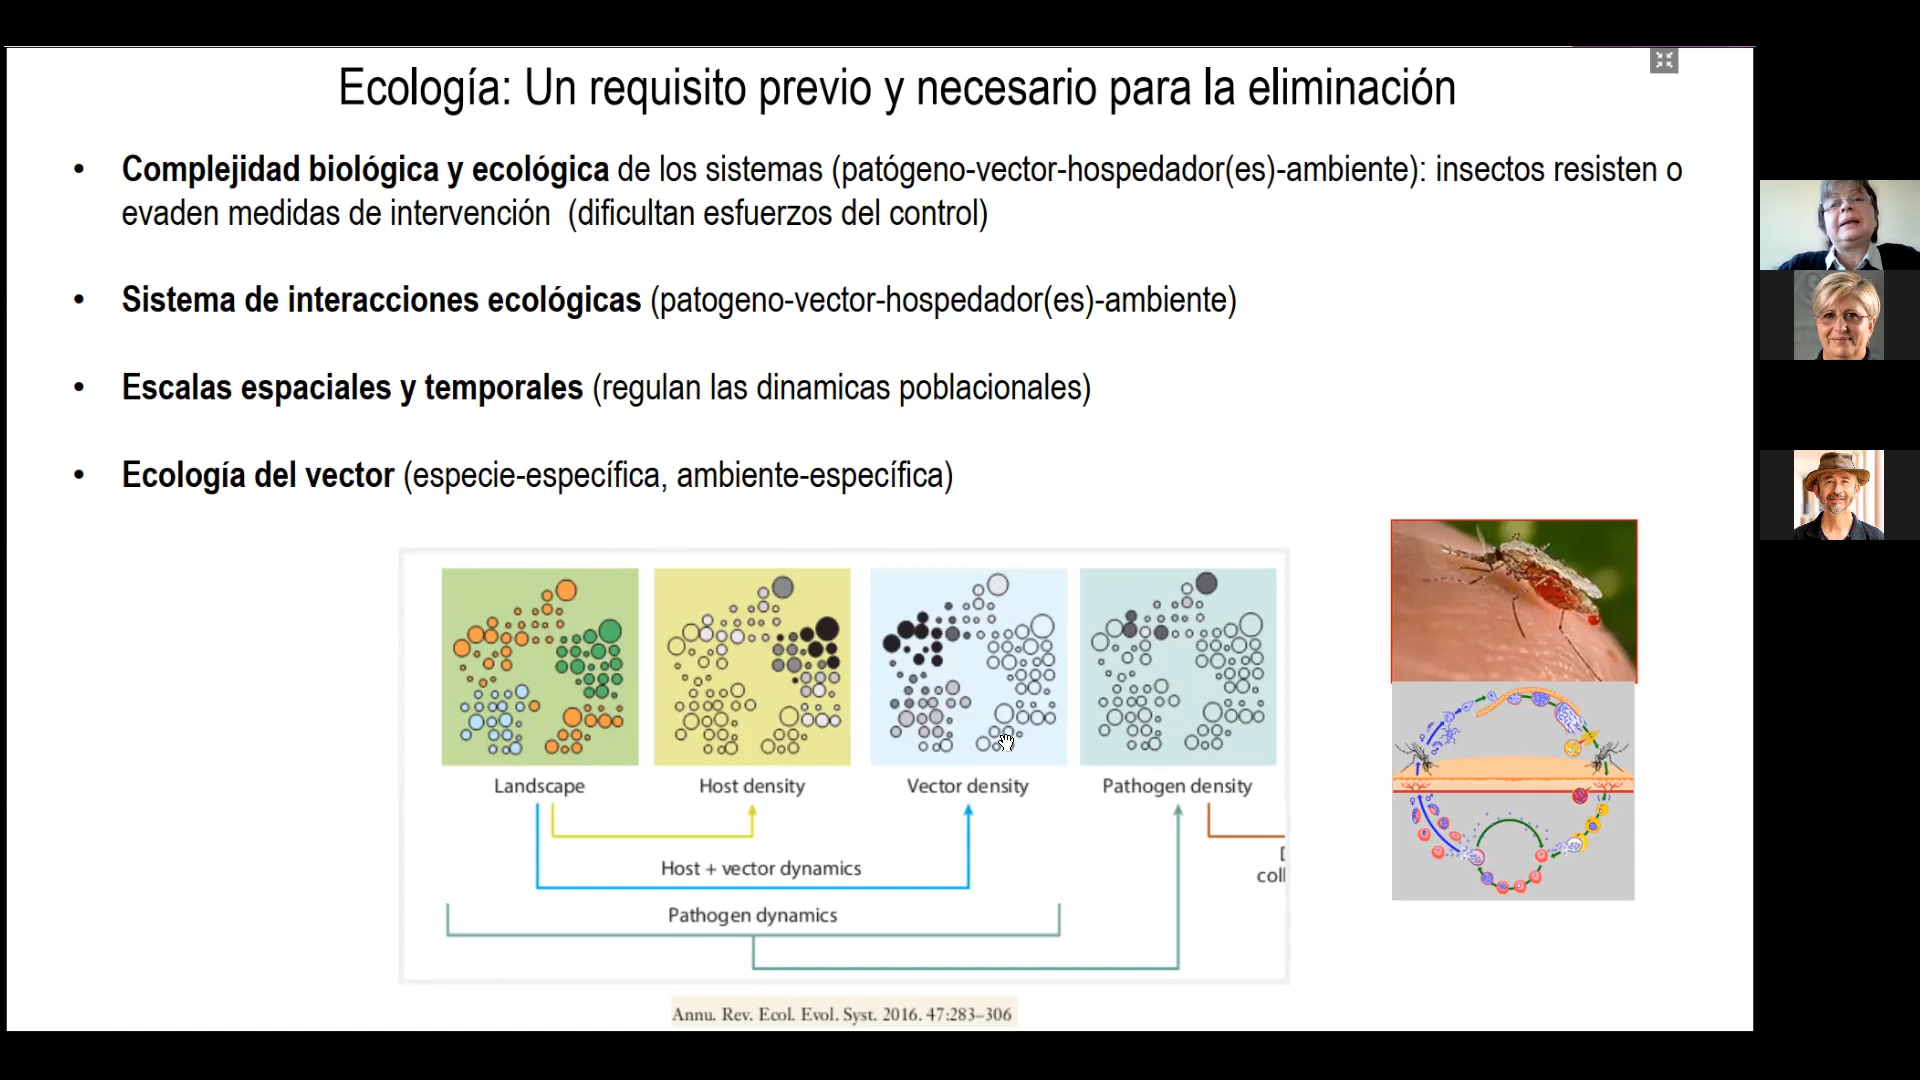 Ecología: Un requisito previo y necesario para la eliminación
• Complejidad biológica y ecológica de los sistemas (patógeno-vector-hospedador(es)-ambiente): insectos resisten o
evaden medidas de intervención (dificultan esfuerzos del control)
• Sistema de interacciones ecológicas (patogeno-vector-hospedador(es)-ambiente)
• Escalas espaciales y temporales (regulan las dinamicas poblacionales)
• Ecología del vector (especie-específica, ambiente-específica)
Landscape
Host density
Vector density
Pathogen density
Host + vector dynamics
coll
Pathogen dynamics
Annu. Rev. Ecol. Evol. Syst. 2016. 47:283–306